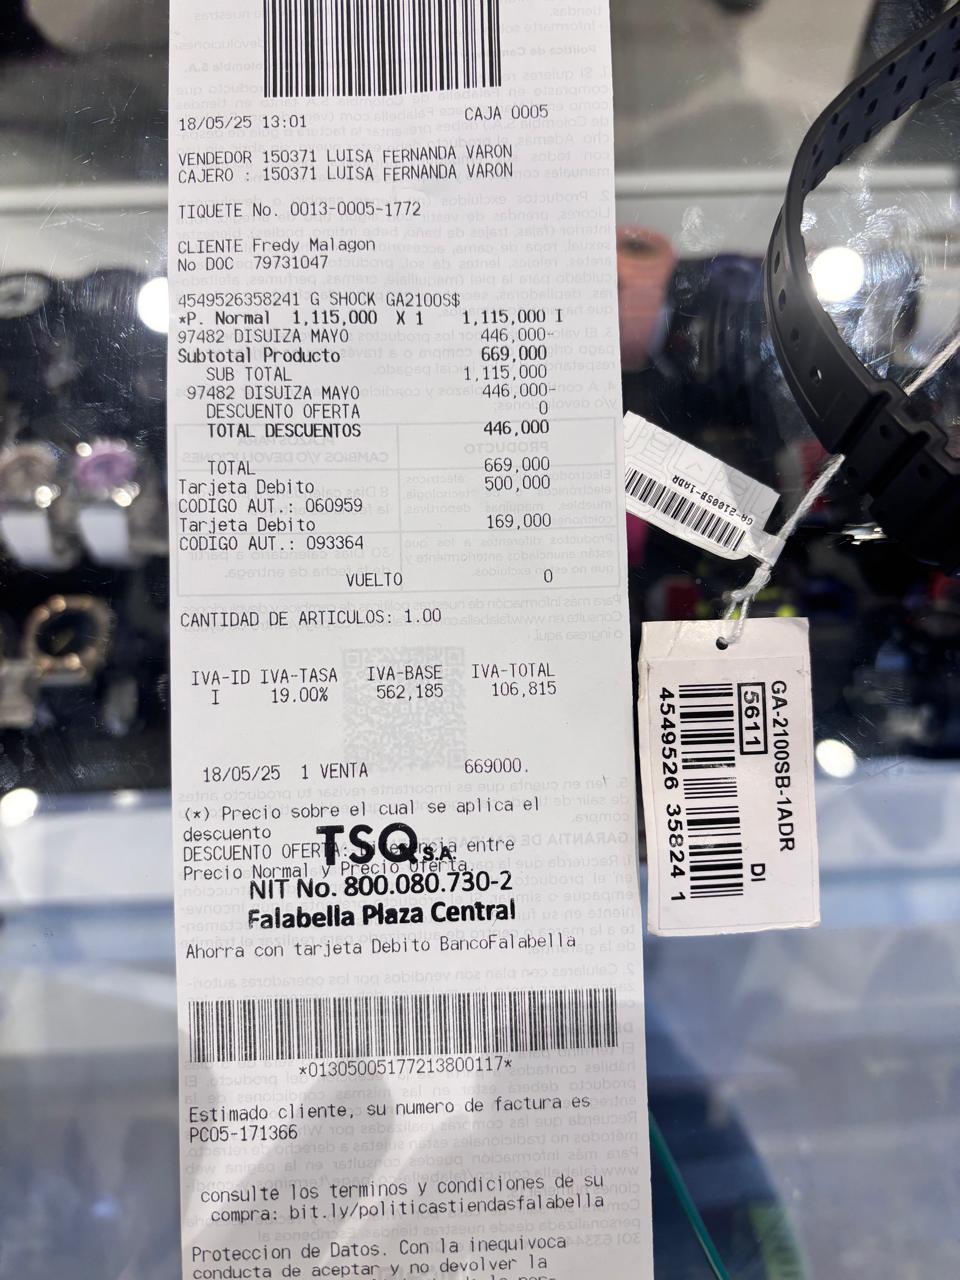 18/05/25 13:01 CAJA 0005
VENDEDOR 150371 LUISA FERNANDA VARON
CAJERO : 150371 LUISA FERNANDA VARON
TIQUETE No. 0013-0005-1772
CLIENTE Fredy Malagon
No DOC 79731047
4549526358241 G SHOCK GA2100S$
*P. Normal 1,115,000 X 1 1,115,000 I
97482 DISUIZA MAYO 446,000-
Subtotal Producto 669,000
SUB TOTAL 1,115,000
97482 DISUIZA MAYO 446,000-
DESCUENTO OFERTA 0
TOTAL DESCUENTOS 446,000
TOTAL 669,000
Tarjeta Debito 500,000
CODIGO AUT.: 060959
Tarjeta Debito 169,000
CODIGO AUT.: 093364
VUELTO 0
CANTIDAD DE ARTICULOS: 1.00
IVA-ID IVA-TASA IVA-BASE IVA-TOTAL
I 19.00% 562,185 106,815
18/05/25 1 VENTA 669000.
(*) Precio sobre el cual se aplica el
descuento
DESCUENTO OFERTA: entre
Precio Normal y Precio Oferta.
TSQ S.A.
NIT No. 800.080.730-2
Falabella Plaza Central
Ahorra con tarjeta Debito BancoFalabella
*01305005177213800117*
Estimado cliente, su numero de factura es
PC05-171366
consulte los terminos y condiciones de su
compra: bit.ly/politicastiendasfalabella
Proteccion de Datos. Con la inequivoca
conducta de aceptar y no devolver la
GA-2100SB-1ADR
GA-2100SB-1ADR
5611
DI
4549526 35824 1